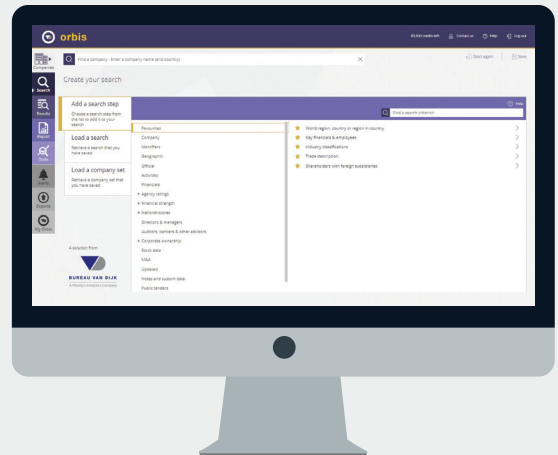 orbis
Contact us
Help
Log out
Companies
Find a company - Enter a company name (and country)
Start again
Save
Search
Create your search
Results
Report
Tools
Alerts
Exports
My Orbis
Add a search step
Choose a search step from
the list to add it to your
search
Load a search
Retrieve a search that you
have saved
Load a company set
Retrieve a company set that
you have saved
Help
Find a search criterion
Favourites
Company
Identifiers
Geographic
Official
Activities
Financials
Agency ratings
Financial strength
National scores
Directors & managers
Auditors, bankers & other advisors
Corporate ownership
Stock data
M&A
Updated
Notes and custom data
Public tenders
World region, country or region in country
Key financials & employees
Industry classifications
Trade description
Shareholders with foreign subsidiaries
A solution from
BUREAU VAN DIJK
A Moody's Analytics Company